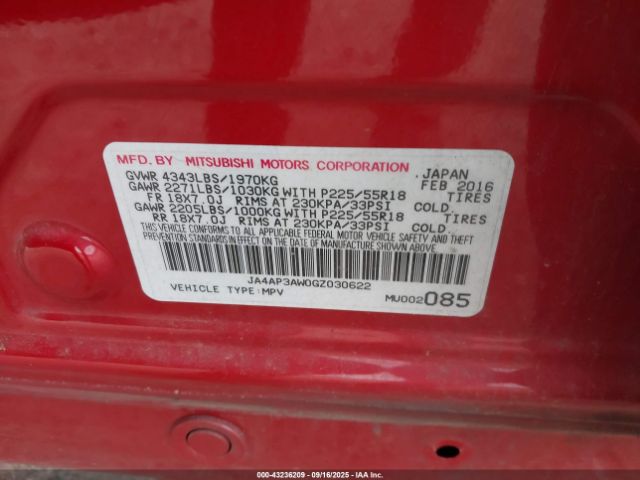 MFD. BY MITSUBISHI MOTORS CORPORATION JAPAN
GVWR 4343LBS/1970KG FEB 2016
GAWR 2271LBS/1030KG WITH P225/55R18 TIRES
FR 18X7.0J RIMS AT 230KPA/33PSI COLD.
GAWR 2205LBS/1000KG WITH P225/55R18 TIRES
RR 18X7.0J RIMS AT 230KPA/33PSI COLD.
THIS VEHICLE CONFORMS TO ALL APPLICABLE FEDERAL MOTOR VEHICLE SAFETY AND THEFT
PREVENTION STANDARDS IN EFFECT ON THE DATE OF MANUFACTURE SHOWN
ABOVE.
JA4AP3AW0GZ030622
VEHICLE TYPE:MPV MU002085
000-43236209 - 09/16/2025 - IAAI Copart